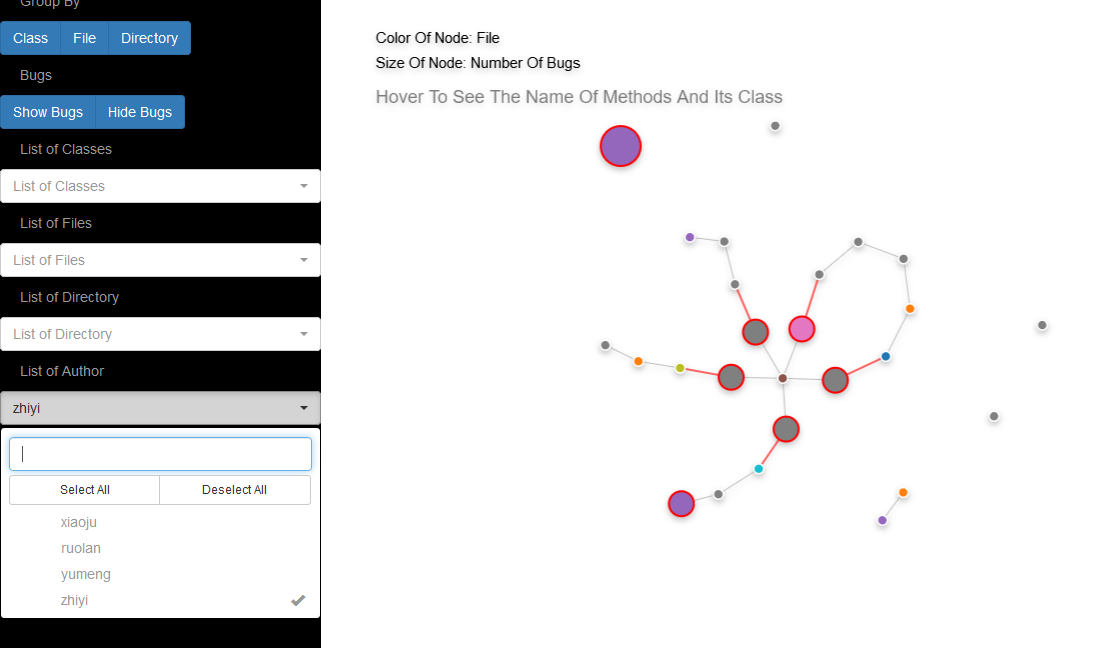 Group By
Class File Directory
Bugs
Show Bugs Hide Bugs
List of Classes
List of Classes
List of Files
List of Files
List of Directory
List of Directory
List of Author
zhiyi
Select All Deselect All
xiaoju
ruolan
yumeng
zhiyi
Color Of Node: File
Size Of Node: Number Of Bugs
Hover To See The Name Of Methods And Its Class